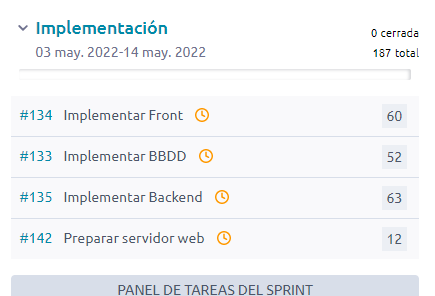 Implementación
0 cerrada
03 may. 2022-14 may. 2022
187 total
#134 Implementar Front 60
#133 Implementar BBDD 52
#135 Implementar Backend 63
#142 Preparar servidor web 12
PANEL DE TAREAS DEL SPRINT